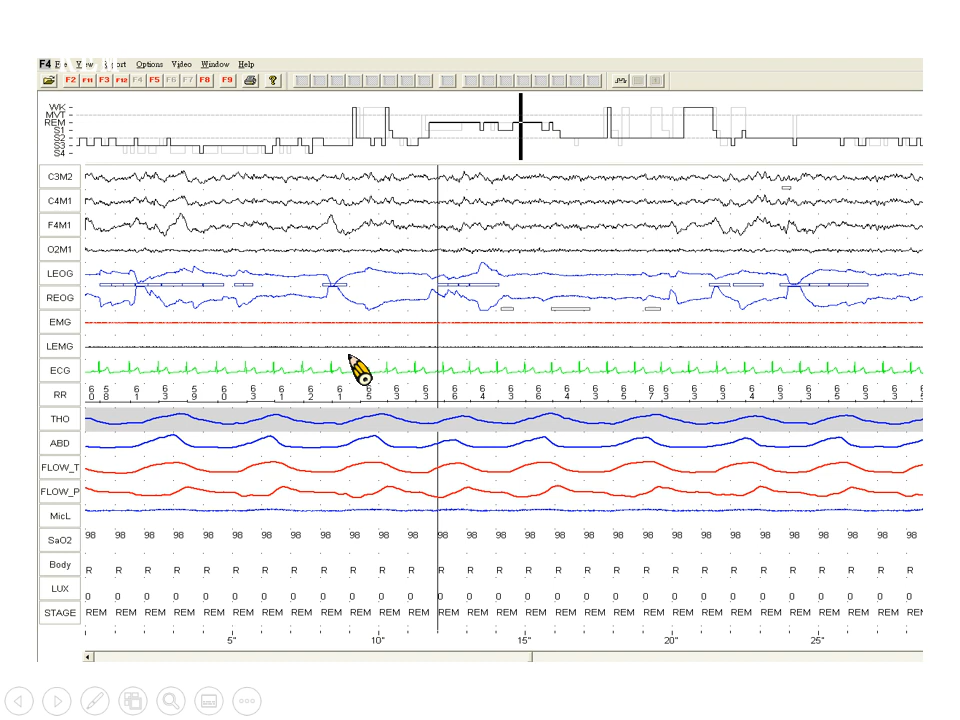 F4 View Options Video Window Help
F2 F11 F3 F12 F4 F5 F6 F7 F8 F9 ?
WK
MVT
REM
S1
S2
S3
S4
C3M2
C4M1
F4M1
O2M1
LEOG
REOG
EMG
LEMG
ECG
RR
THO
ABD
FLOW_T
FLOW_P
MicL
SaO2 98 98 98 98 98 98 98 98 98 98 98 98 98 98 98 98 98 98 98 98 98 98 98 98 98 98 98 98 98
Body R R R R R R R R R R R R R R R R R R R R R R R R R R R R R
LUX 0 0 0 0 0 0 0 0 0 0 0 0 0 0 0 0 0 0 0 0 0 0 0 0 0 0 0 0 0
STAGE REM REM REM REM REM REM REM REM REM REM REM REM REM REM REM REM REM REM REM REM REM REM REM REM REM REM REM REM
5" 10" 15" 20" 25"